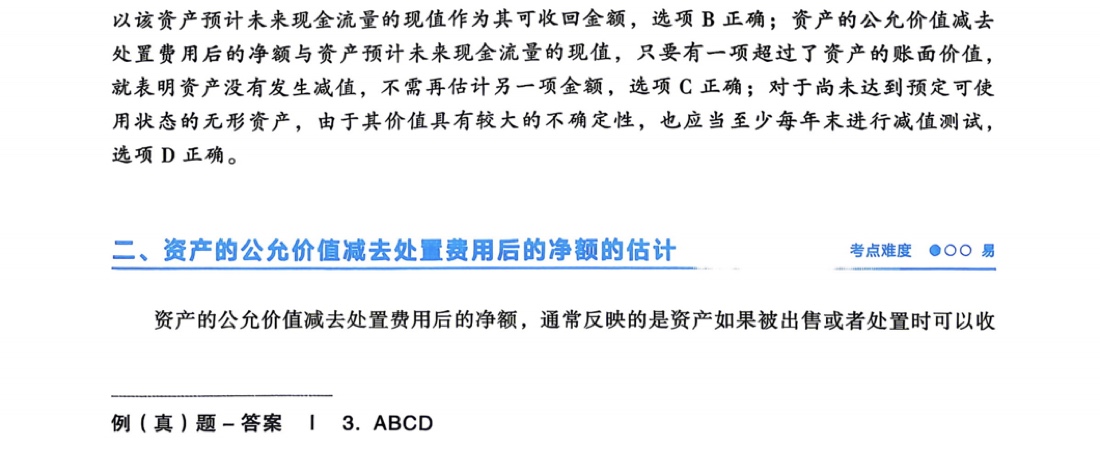 以该资产预计未来现金流量的现值作为其可收回金额，选项 B 正确；资产的公允价值减去
处置费用后的净额与资产预计未来现金流量的现值，只要有一项超过了资产的账面价值，
就表明资产没有发生减值，不需再估计另一项金额，选项 C 正确；对于尚未达到预定可使
用状态的无形资产，由于其价值具有较大的不确定性，也应当至少每年末进行减值测试，
选项 D 正确。
二、资产的公允价值减去处置费用后的净额的估计 考点难度 ●○○ 易
资产的公允价值减去处置费用后的净额，通常反映的是资产如果被出售或者处置时可以收
例（真）题 – 答案 | 3. ABCD